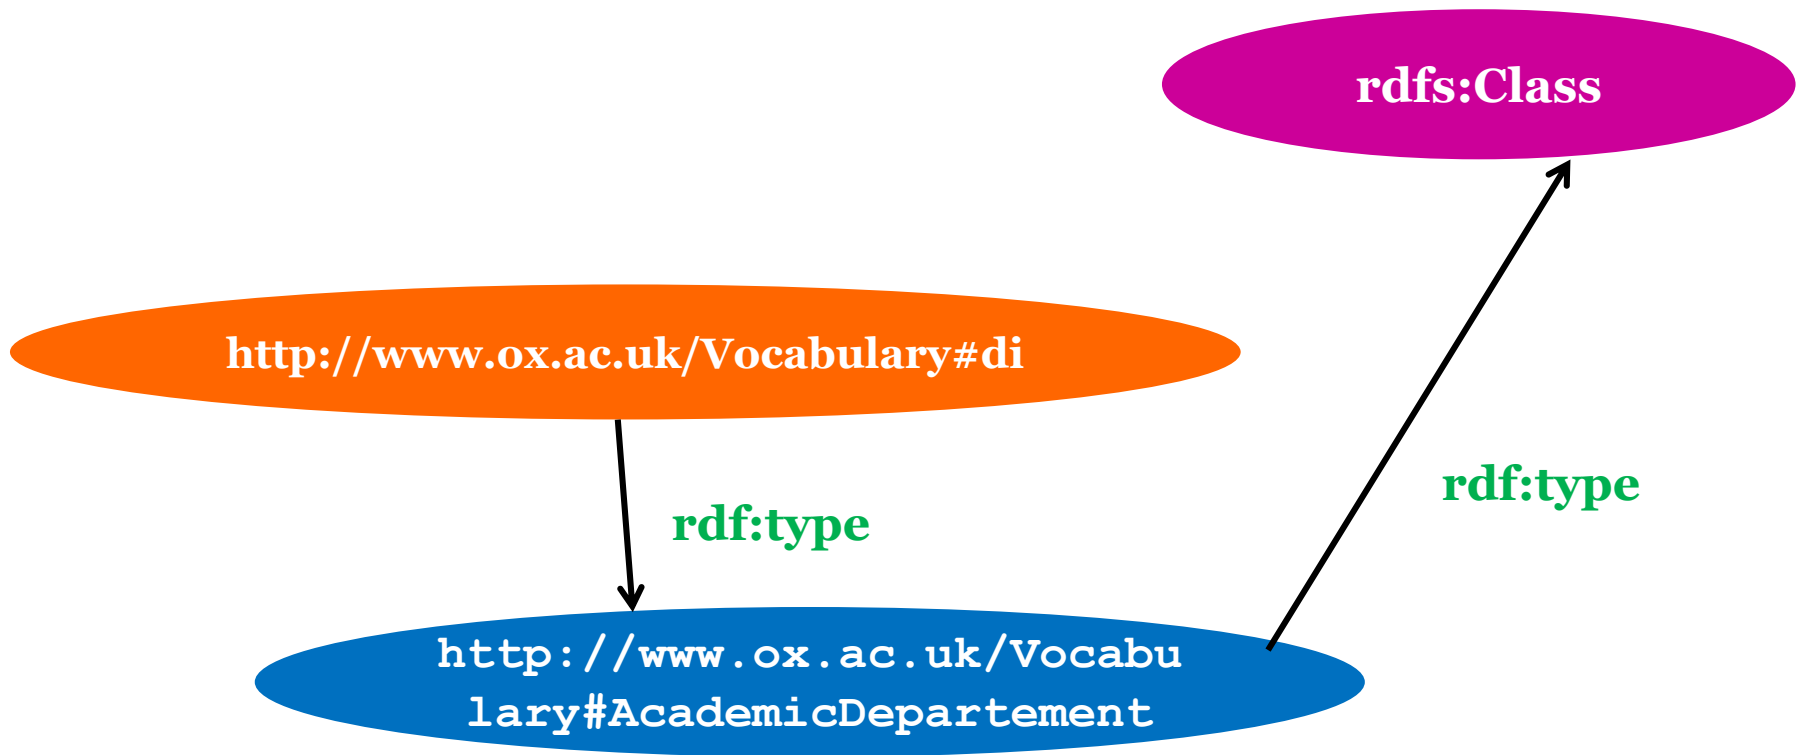 rdfs:Class
http://www.ox.ac.uk/Vocabulary#di
rdf:type
rdf:type
http://www.ox.ac.uk/Vocabu
lary#AcademicDepartement